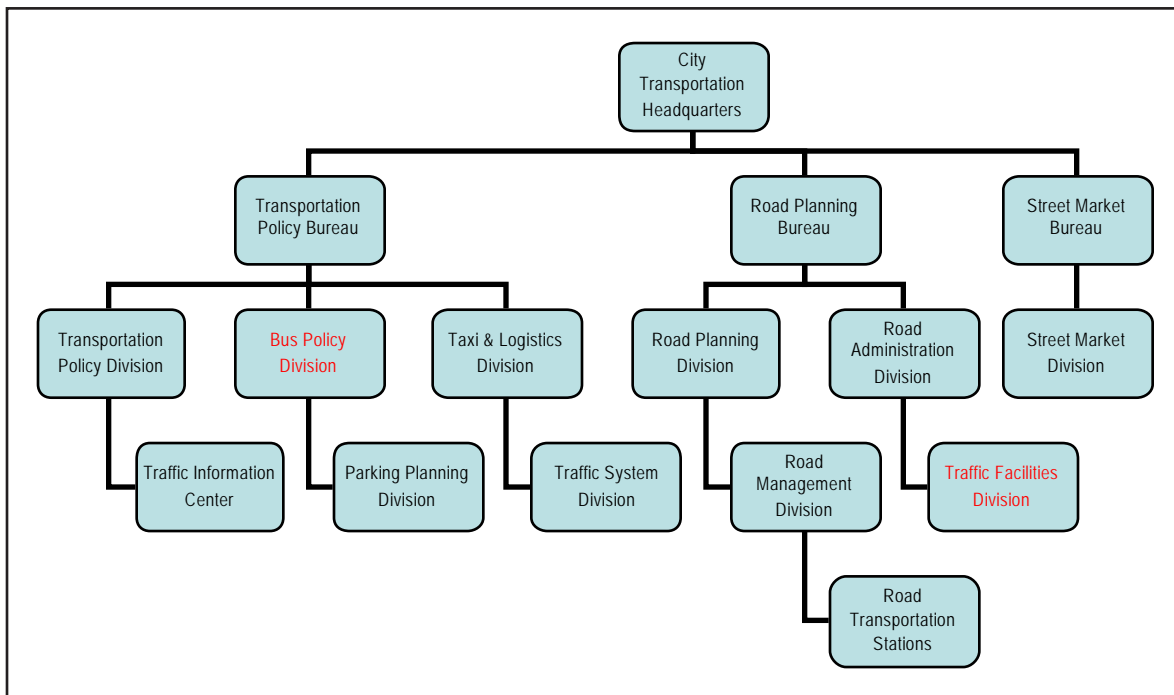 City
Transportation
Headquarters
Transportation
Policy Bureau
Road Planning
Bureau
Street Market
Bureau
Transportation
Policy Division
Bus Policy
Division
Taxi & Logistics
Division
Road Planning
Division
Road
Administration
Division
Street Market
Division
Traffic Information
Center
Parking Planning
Division
Traffic System
Division
Road
Management
Division
Traffic Facilities
Division
Road
Transportation
Stations